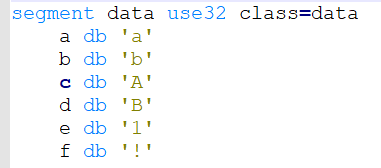 segment data use32 class=data
a db 'a'
b db 'b'
c db 'A'
d db 'B'
e db '1'
f db '!'